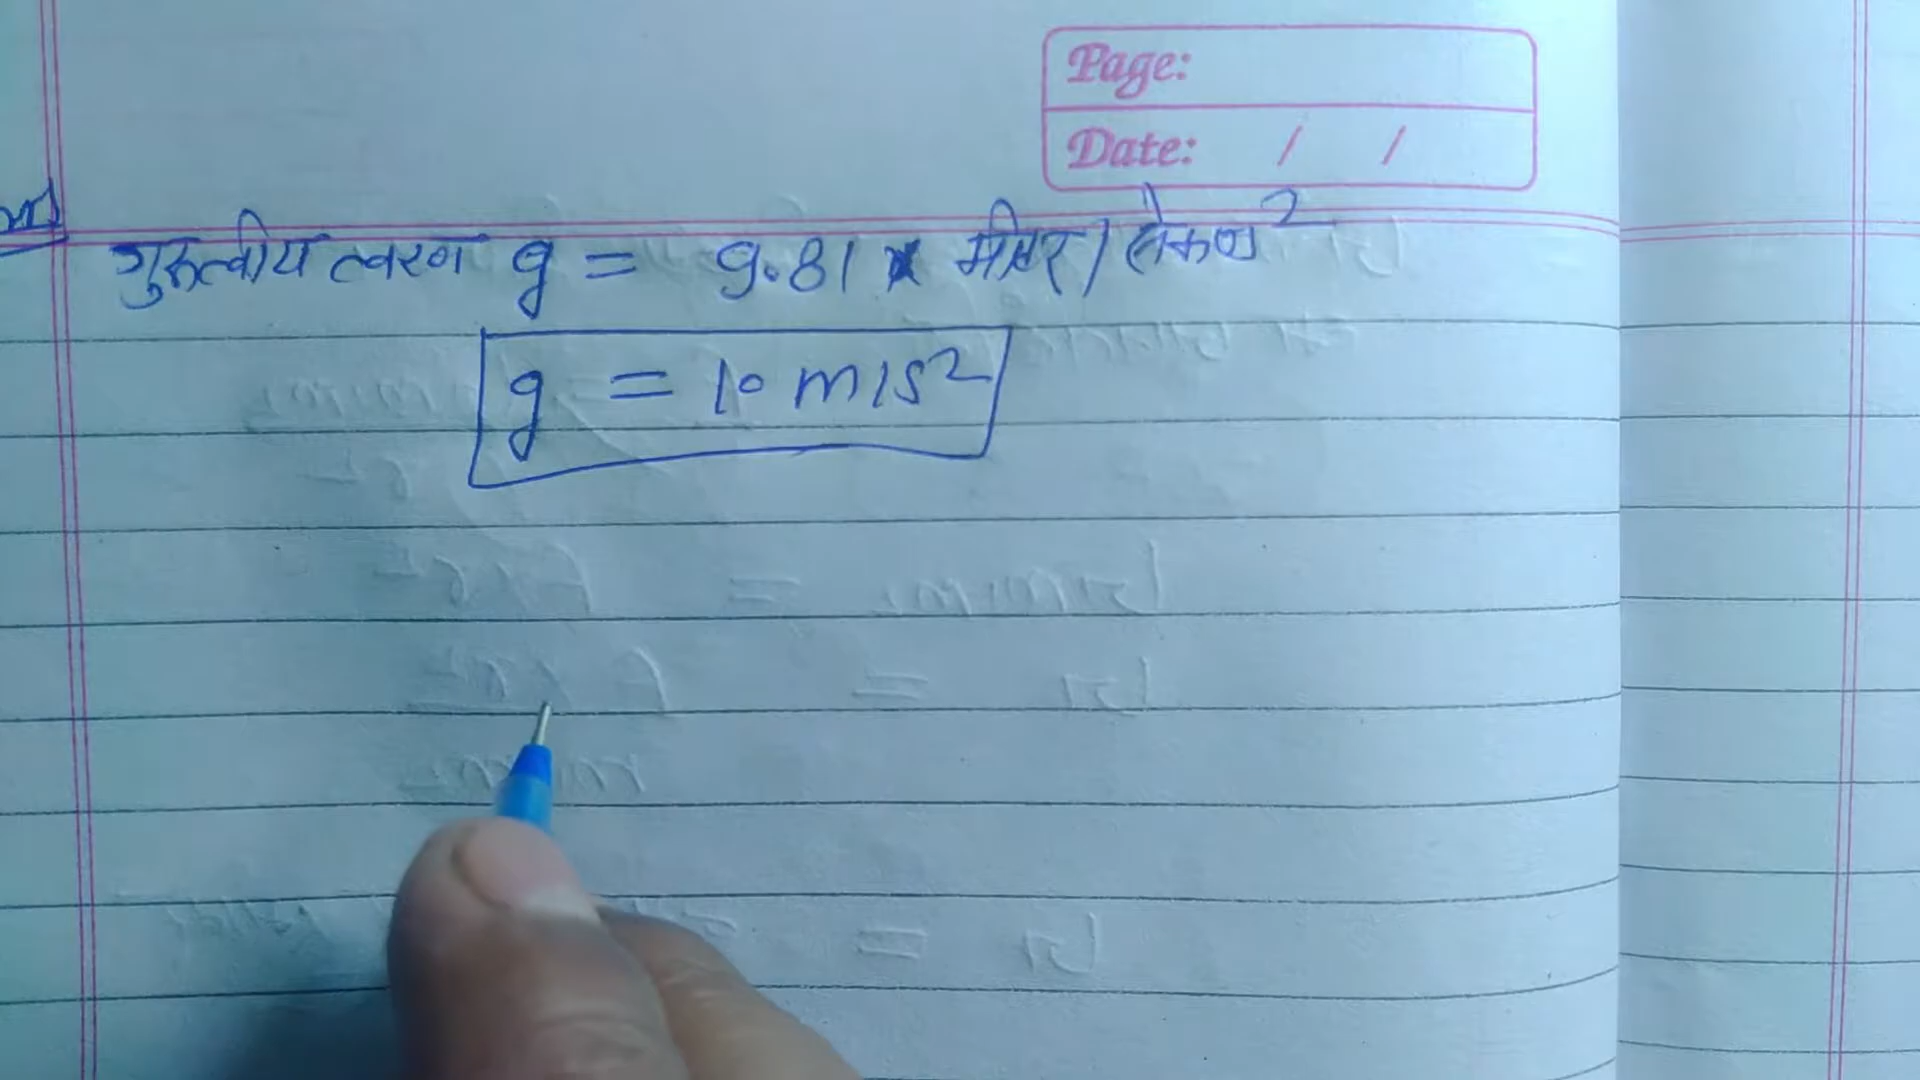 Page:
Date: / /
गुरुत्वीय त्वरण g = 9.81 मीटर/सेकण्ड²
g = 10 m/s²